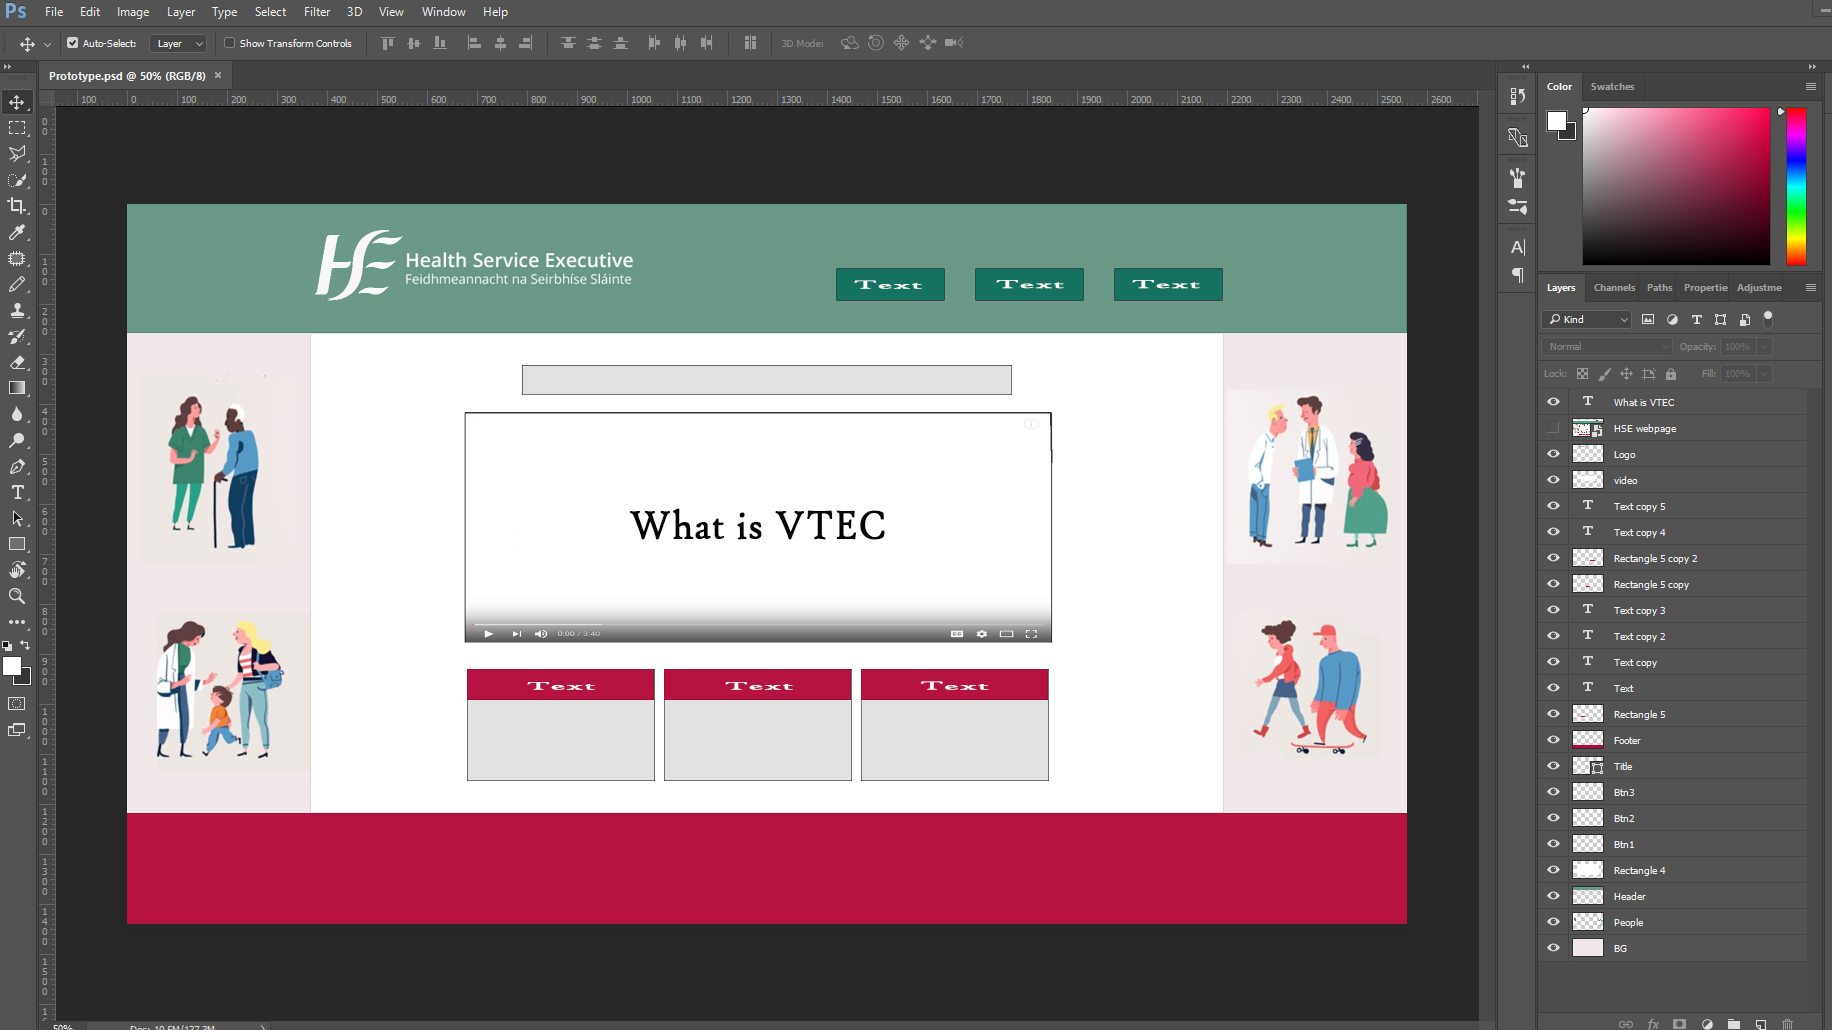 Ps File Edit Image Layer Type Select Filter 3D View Window Help
Auto-Select: Layer Show Transform Controls 3D Mode:
Prototype.psd @ 50% (RGB/8) ×
100 0 100 200 300 400 500 600 700 800 900 1000 1100 1200 1300 1400 1500 1600 1700 1800 1900 2000 2100 2200 2300 2400 2500 2600
Health Service Executive
Feidhmeannacht na Seirbhíse Sláinte
Text Text Text
What is VTEC
0:00 / 3:40
Text Text Text
50%
Doc: 10.5M/137.3M
Color Swatches
Layers Channels Paths Propertie Adjustme
Kind
Normal Opacity: 100%
Lock: Fill: 100%
What is VTEC
HSE webpage
Logo
video
Text copy 5
Text copy 4
Rectangle 5 copy 2
Rectangle 5 copy
Text copy 3
Text copy 2
Text copy
Text
Rectangle 5
Footer
Title
Btn3
Btn2
Btn1
Rectangle 4
Header
People
BG
fx